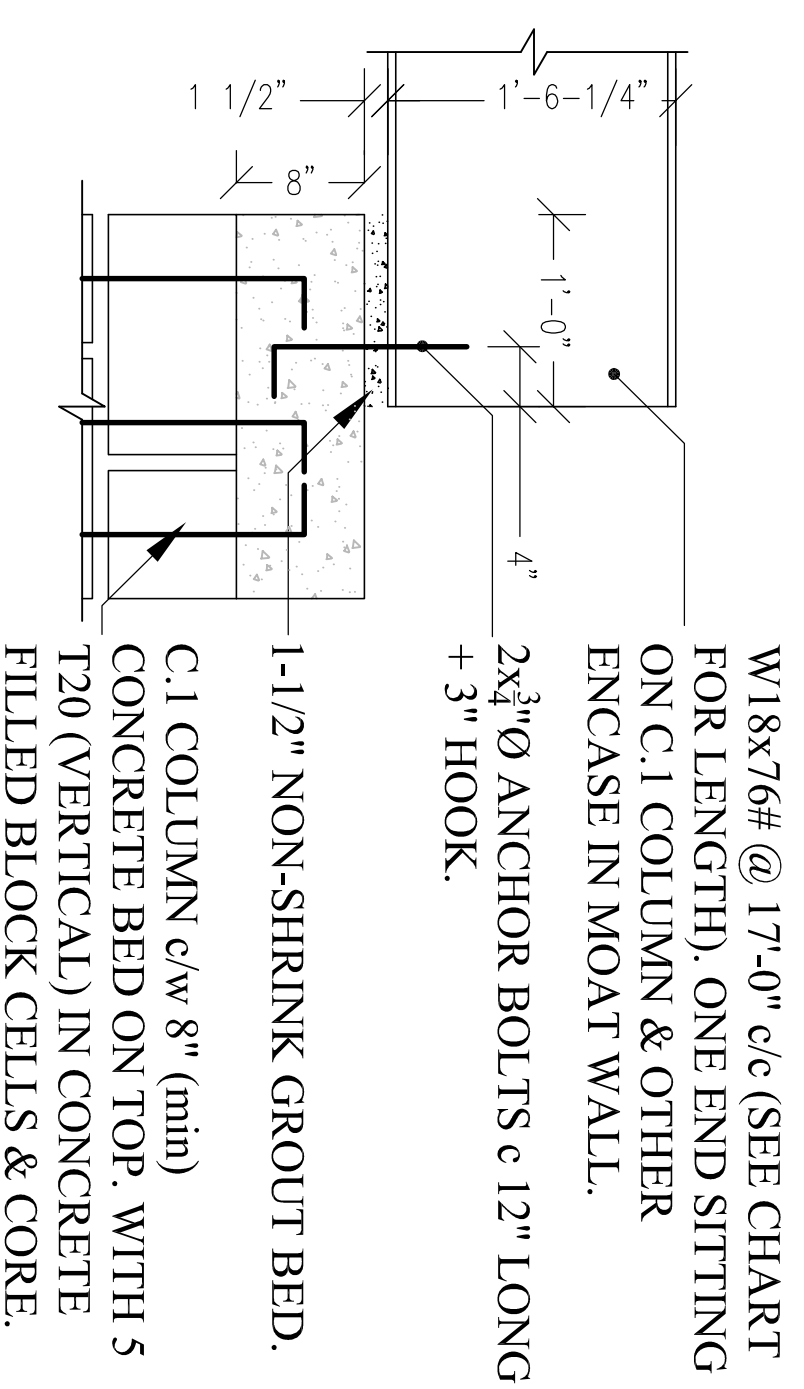 W18x76# @ 17'-0" c/c (SEE CHART
FOR LENGTH). ONE END SITTING
ON C.1 COLUMN & OTHER
ENCASE IN MOAT WALL.
2x3/4"Ø ANCHOR BOLTS c 12" LONG
+ 3" HOOK.
1-1/2" NON-SHRINK GROUT BED.
C.1 COLUMN c/w 8" (min)
CONCRETE BED ON TOP. WITH 5
T20 (VERTICAL) IN CONCRETE
FILLED BLOCK CELLS & CORE.
1'-6-1/4"
1'-0"
4"
1 1/2"
8"